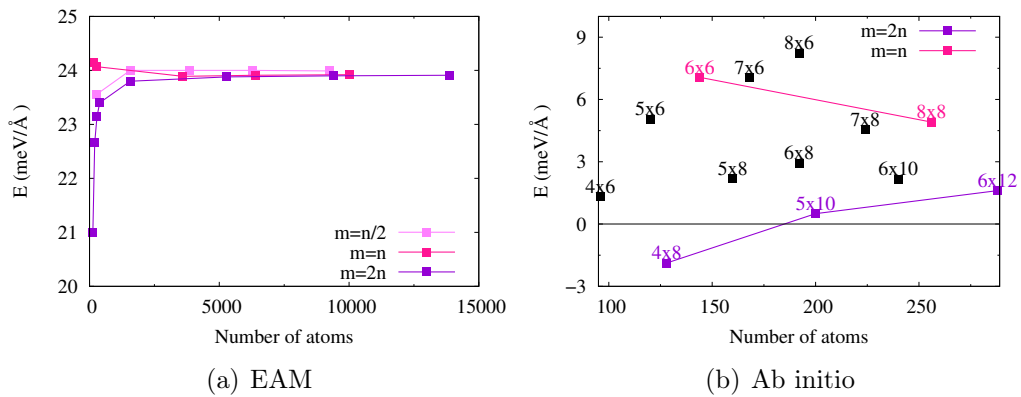 25
24
23
22
21
20
0
5000
10000
15000
E (meV/Å)
Number of atoms
m=n/2
m=n
m=2n
(a) EAM
9
6
3
0
−3
100
150
200
250
E (meV/Å)
Number of atoms
m=2n
m=n
8x6
6x6
7x6
5x6
8x8
7x8
6x8
5x8
6x10
4x6
6x12
5x10
4x8
(b) Ab initio